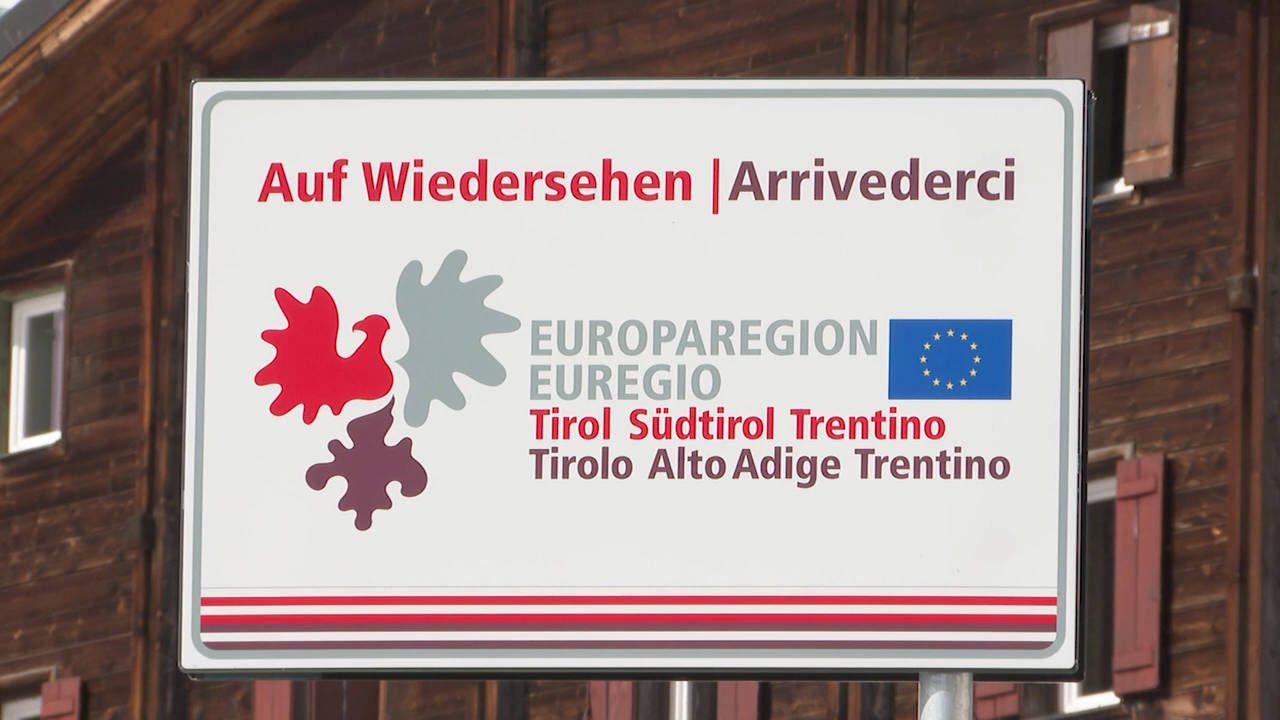 Auf Wiedersehen | Arrivederci
EUROPAREGION
EUREGIO
Tirol Südtirol Trentino
Tirolo Alto Adige Trentino